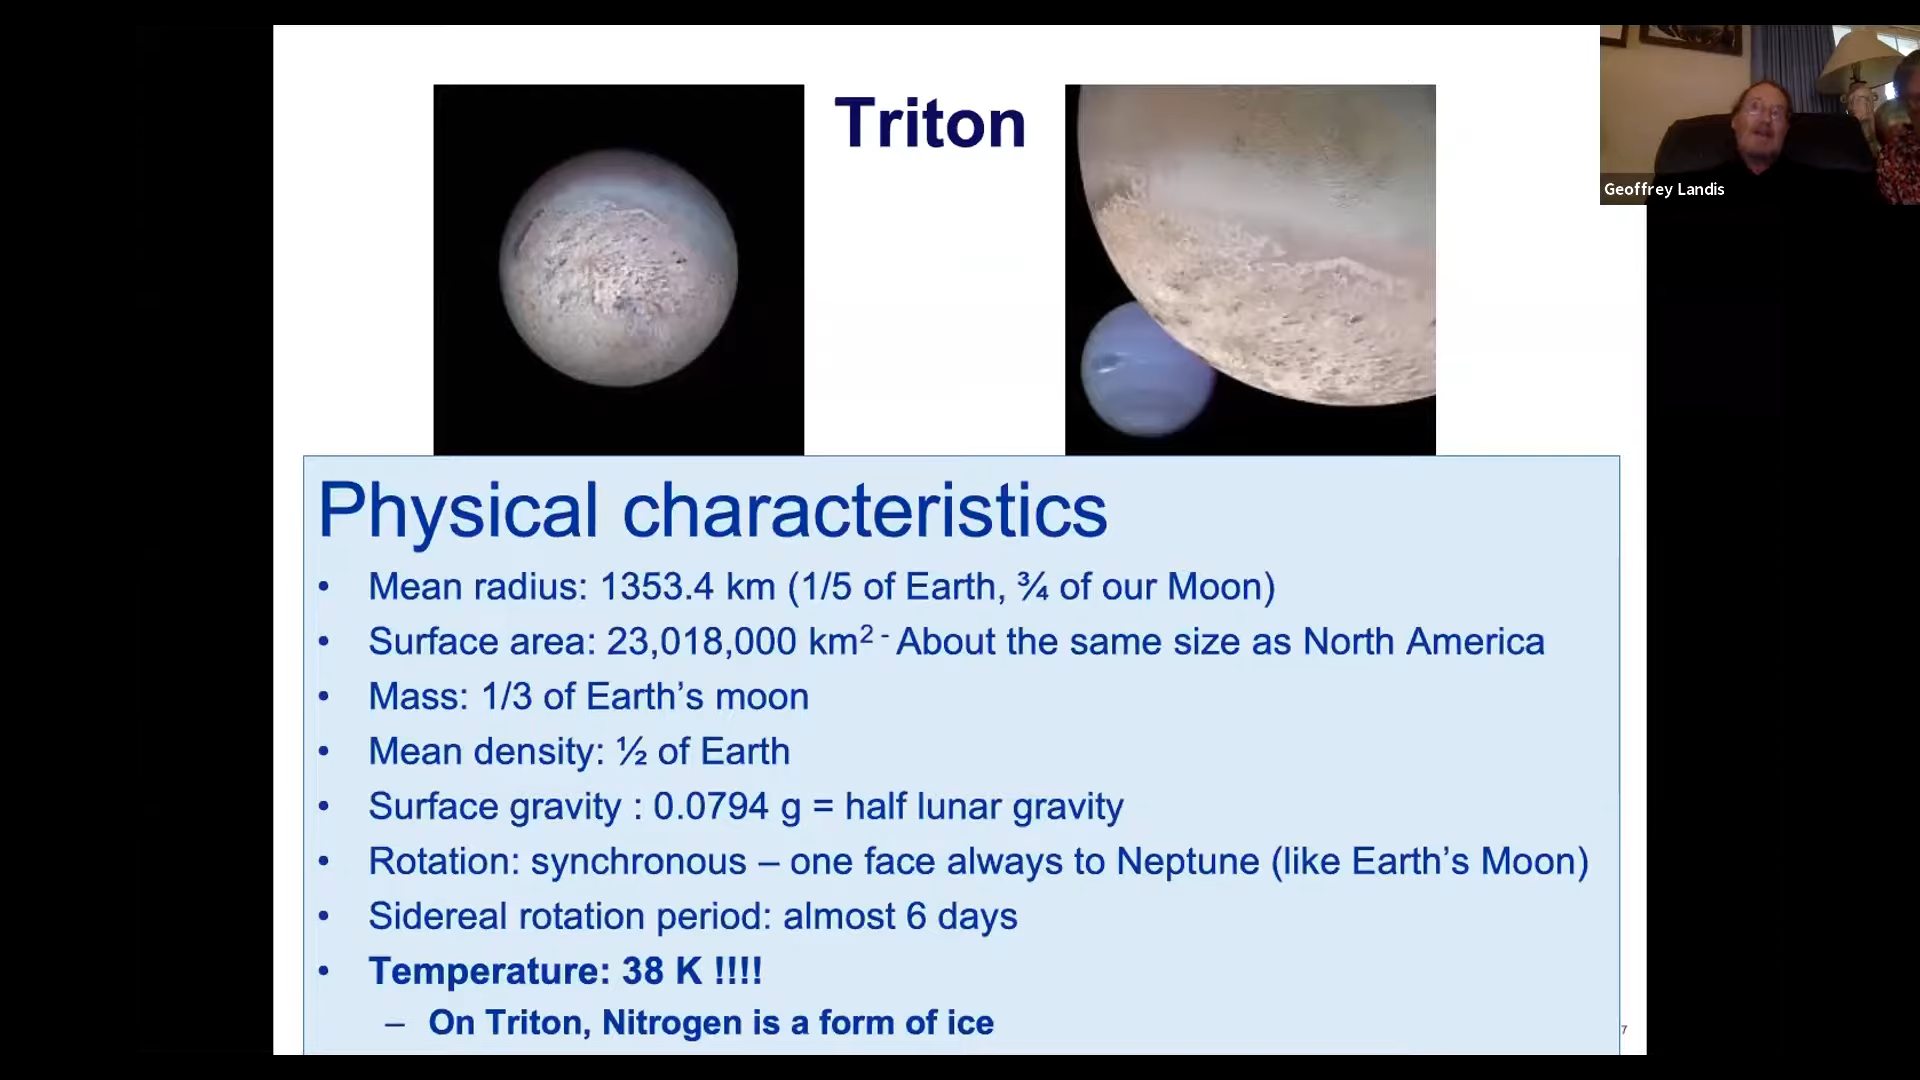 Triton
Geoffrey Landis
Physical characteristics
• Mean radius: 1353.4 km (1/5 of Earth, ¾ of our Moon)
• Surface area: 23,018,000 km² - About the same size as North America
• Mass: 1/3 of Earth’s moon
• Mean density: ½ of Earth
• Surface gravity : 0.0794 g = half lunar gravity
• Rotation: synchronous – one face always to Neptune (like Earth’s Moon)
• Sidereal rotation period: almost 6 days
• Temperature: 38 K !!!!
– On Triton, Nitrogen is a form of ice
7